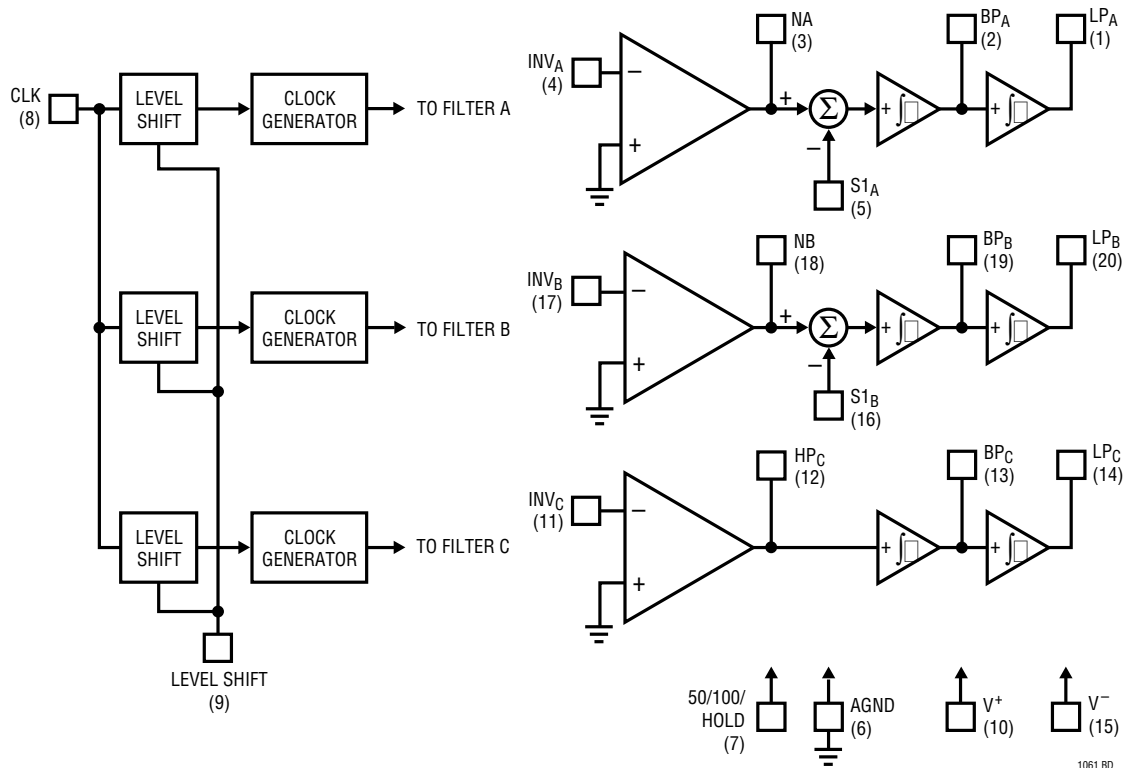 CLK
(8)
LEVEL
SHIFT
CLOCK
GENERATOR
TO FILTER A
LEVEL
SHIFT
CLOCK
GENERATOR
TO FILTER B
LEVEL
SHIFT
CLOCK
GENERATOR
TO FILTER C
LEVEL SHIFT
(9)
INVA
(4)
−
+
NA
(3)
+
Σ
−
S1A
(5)
+ ∫
BPA
(2)
+ ∫
LPA
(1)
INVB
(17)
−
+
NB
(18)
+
Σ
−
S1B
(16)
+ ∫
BPB
(19)
+ ∫
LPB
(20)
INVC
(11)
−
+
HPC
(12)
+ ∫
BPC
(13)
+ ∫
LPC
(14)
50/100/
HOLD
(7)
AGND
(6)
V+
(10)
V−
(15)
1061 BD